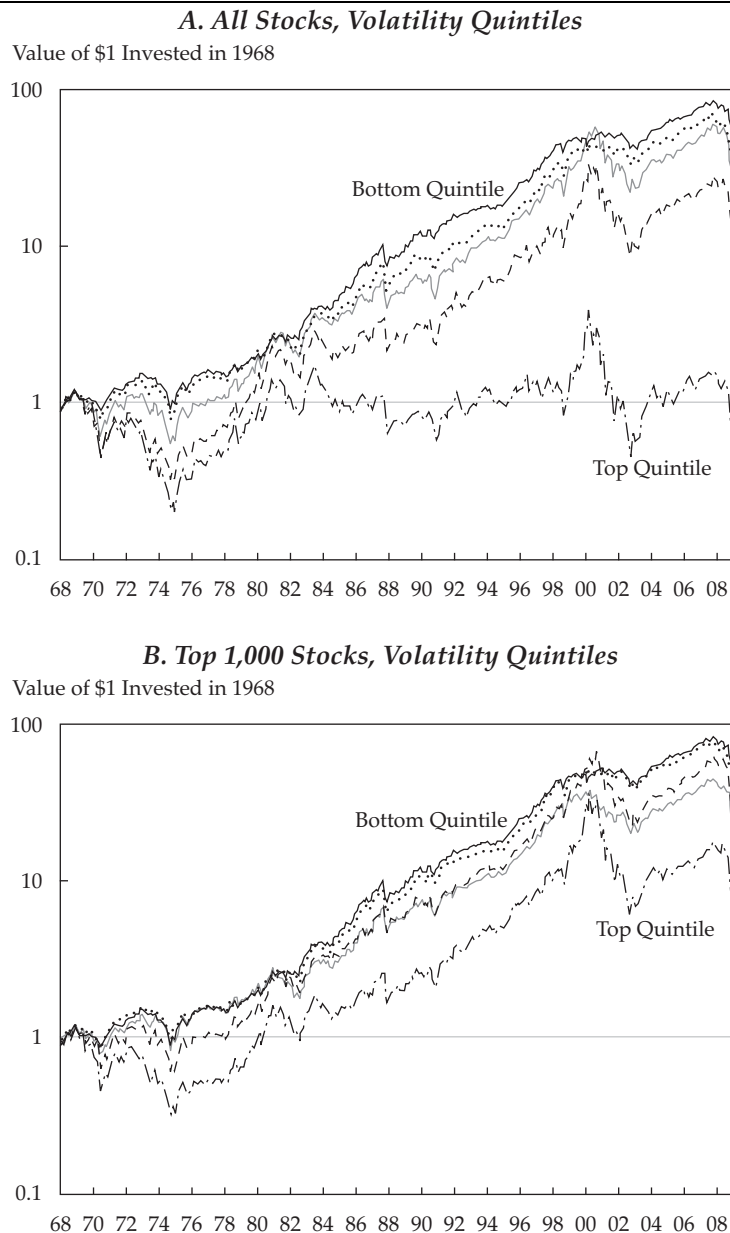 A. All Stocks, Volatility Quintiles
Value of $1 Invested in 1968
100
Bottom Quintile
10
1
Top Quintile
0.1
68 70 72 74 76 78 80 82 84 86 88 90 92 94 96 98 00 02 04 06 08
B. Top 1,000 Stocks, Volatility Quintiles
Value of $1 Invested in 1968
100
Bottom Quintile
10
Top Quintile
1
0.1
68 70 72 74 76 78 80 82 84 86 88 90 92 94 96 98 00 02 04 06 08